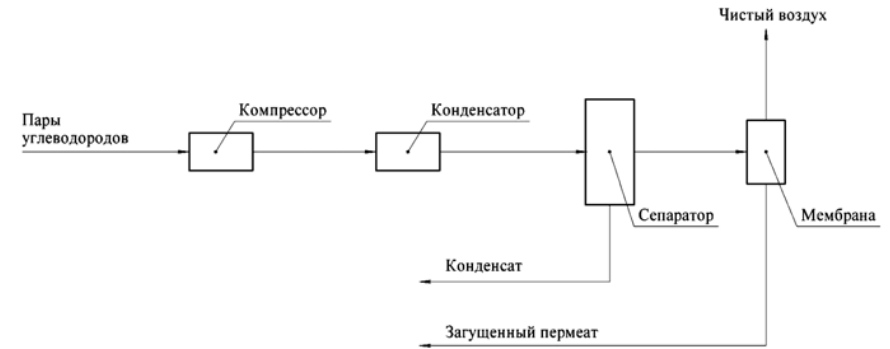 Чистый воздух
Компрессор
Конденсатор
Пары
углеводородов
Сепаратор
Мембрана
Конденсат
Загущенный пермеат